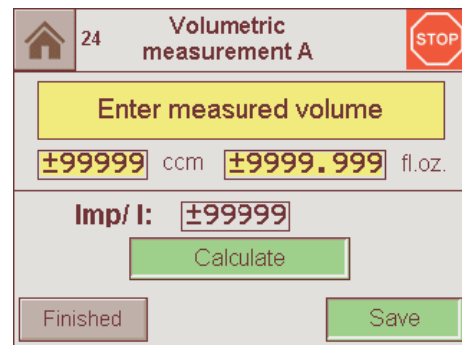 24 Volumetric measurement A STOP
Enter measured volume
±99999 ccm ±9999.999 fl.oz.
Imp/ l: ±99999
Calculate
Finished Save